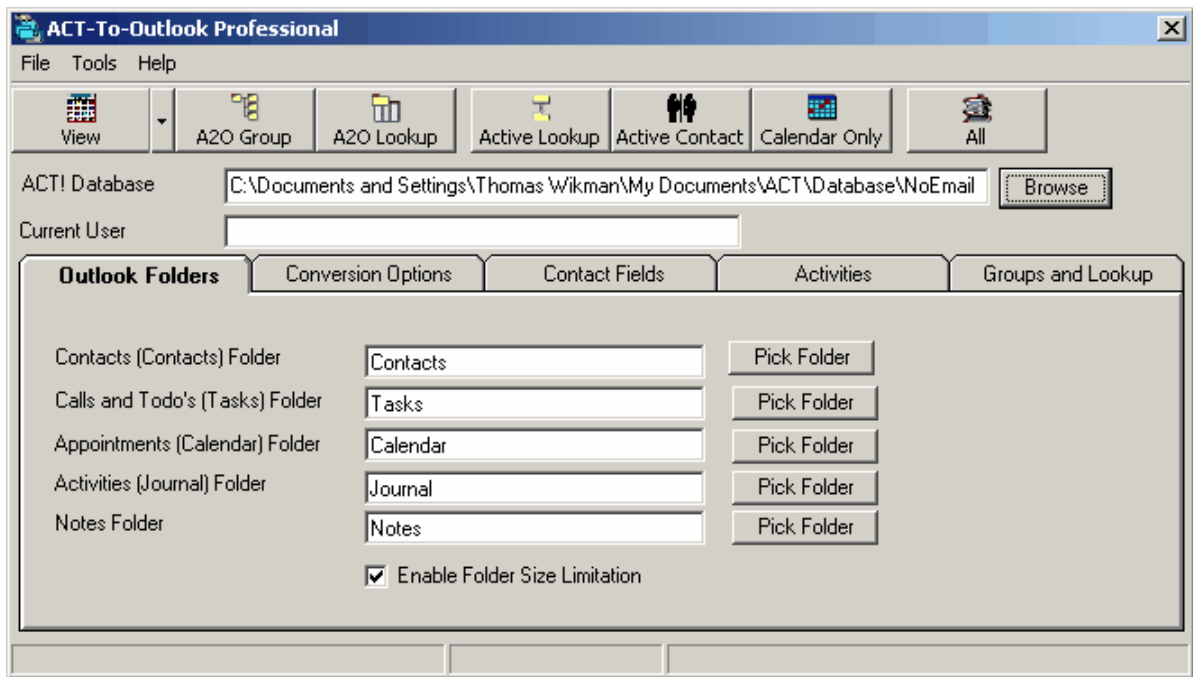 ACT-To-Outlook Professional
File Tools Help
View A2O Group A2O Lookup Active Lookup Active Contact Calendar Only All
ACT! Database C:\Documents and Settings\Thomas Wikman\My Documents\ACT\Database\NoEmail Browse
Current User
Outlook Folders Conversion Options Contact Fields Activities Groups and Lookup
Contacts (Contacts) Folder Contacts Pick Folder
Calls and Todo's (Tasks) Folder Tasks Pick Folder
Appointments (Calendar) Folder Calendar Pick Folder
Activities (Journal) Folder Journal Pick Folder
Notes Folder Notes Pick Folder
Enable Folder Size Limitation